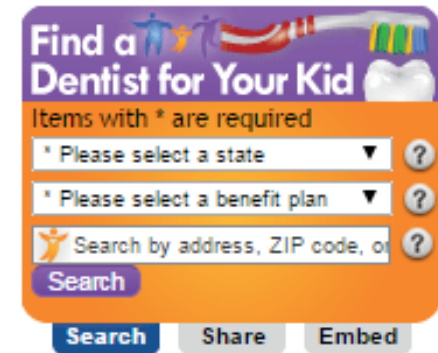 Find a
Dentist for Your Kid
Items with * are required
* Please select a state ▼ ?
* Please select a benefit plan ▼ ?
Search by address, ZIP code, or ?
Search
Search Share Embed